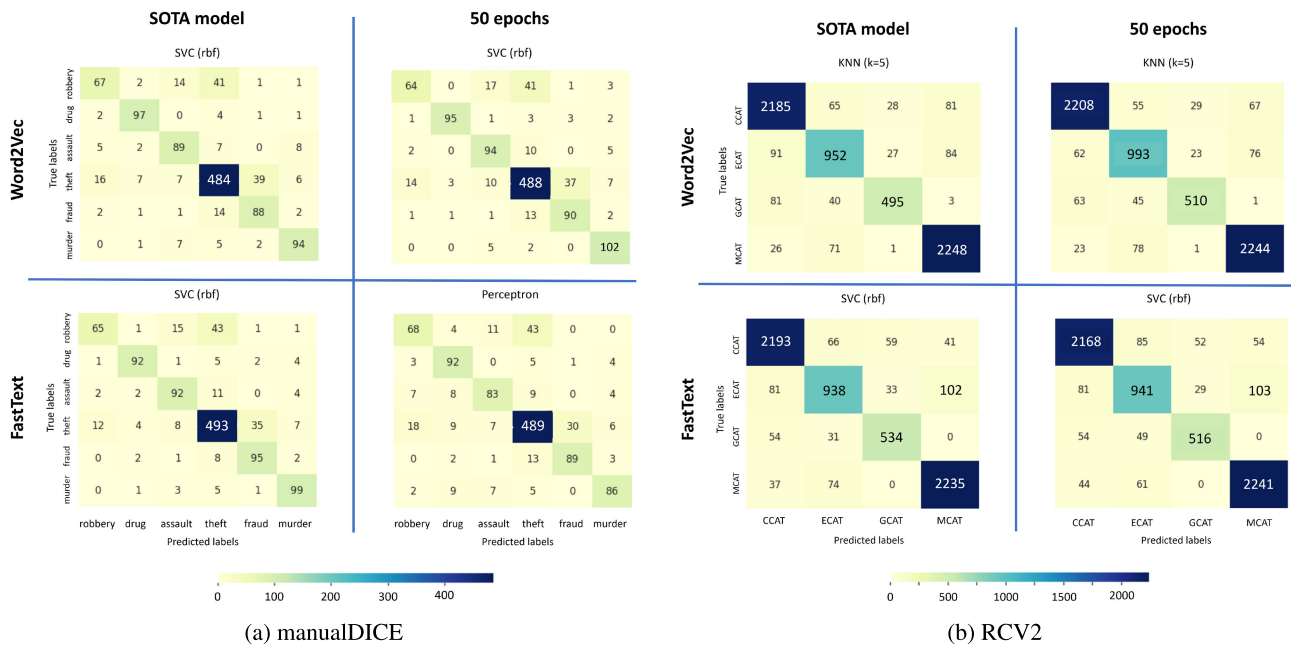 SOTA model 50 epochs
Word2Vec
True labels
SVC (rbf)
robbery 67 2 14 41 1 1
drug 2 97 0 4 1 1
assault 5 2 89 7 0 8
theft 16 7 7 484 39 6
fraud 2 1 1 14 88 2
murder 0 1 7 5 2 94
SVC (rbf)
64 0 17 41 1 3
1 95 1 3 3 2
2 0 94 10 0 5
14 3 10 488 37 7
1 1 1 13 90 2
0 0 5 2 0 102
FastText
True labels
SVC (rbf)
robbery 65 1 15 43 1 1
drug 1 92 1 5 2 4
assault 2 2 92 11 0 4
theft 12 4 8 493 35 7
fraud 0 2 1 8 95 2
murder 0 1 3 5 1 99
robbery drug assault theft fraud murder
Perceptron
68 4 11 43 0 0
3 92 0 5 1 4
7 8 83 9 0 4
18 9 7 489 30 6
0 2 1 13 89 3
2 9 7 5 0 86
robbery drug assault theft fraud murder
Predicted labels Predicted labels
0 100 200 300 400
(a) manualDICE
SOTA model 50 epochs
Word2Vec
True labels
KNN (k=5)
CCAT 2185 65 28 81
ECAT 91 952 27 84
GCAT 81 40 495 3
MCAT 26 71 1 2248
KNN (k=5)
2208 55 29 67
62 993 23 76
63 45 510 1
23 78 1 2244
FastText
True labels
SVC (rbf)
CCAT 2193 66 59 41
ECAT 81 938 33 102
GCAT 54 31 534 0
MCAT 37 74 0 2235
CCAT ECAT GCAT MCAT
SVC (rbf)
2168 85 52 54
81 941 29 103
54 49 516 0
44 61 0 2241
CCAT ECAT GCAT MCAT
Predicted labels Predicted labels
0 500 1000 1500 2000
(b) RCV2